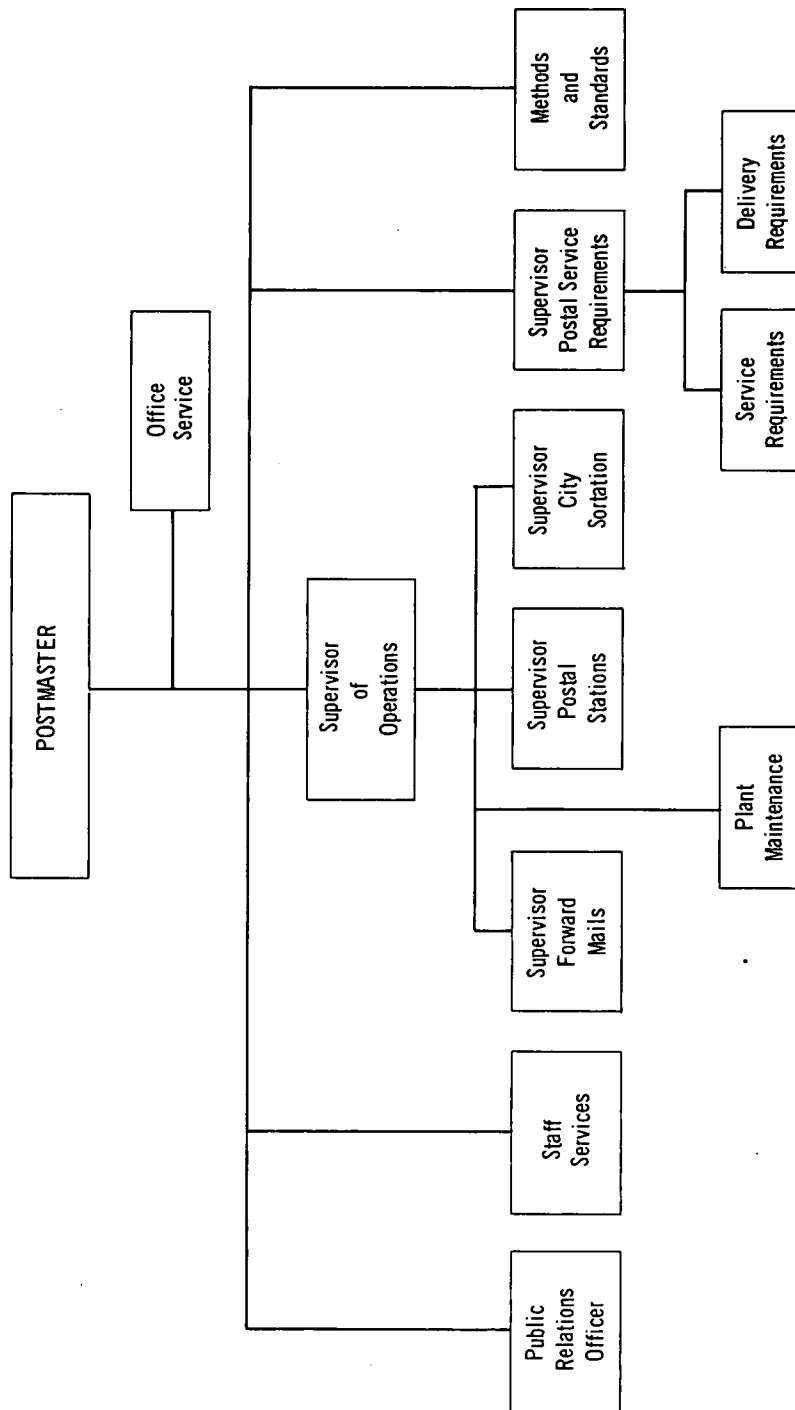 POSTMASTER
Office
Service
Supervisor
of
Operations
Public
Relations
Officer
Staff
Services
Supervisor
Forward
Mails
Supervisor
Postal
Stations
Supervisor
City
Sortation
Supervisor
Postal Service
Requirements
Methods
and
Standards
Plant
Maintenance
Service
Requirements
Delivery
Requirements